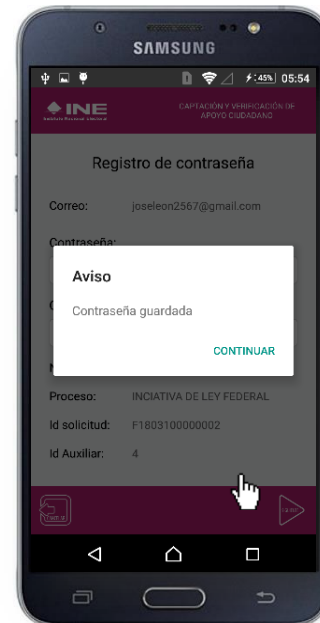 SAMSUNG
45% 05:54
INE
Instituto Nacional Electoral
CAPTACIÓN Y VERIFICACIÓN DE
APOYO CIUDADANO
Registro de contraseña
Correo: joseleon2567@gmail.com
Contraseña:
Aviso
Contraseña guardada
CONTINUAR
Proceso: INCIATIVA DE LEY FEDERAL
Id solicitud: F1803100000002
Id Auxiliar: 4